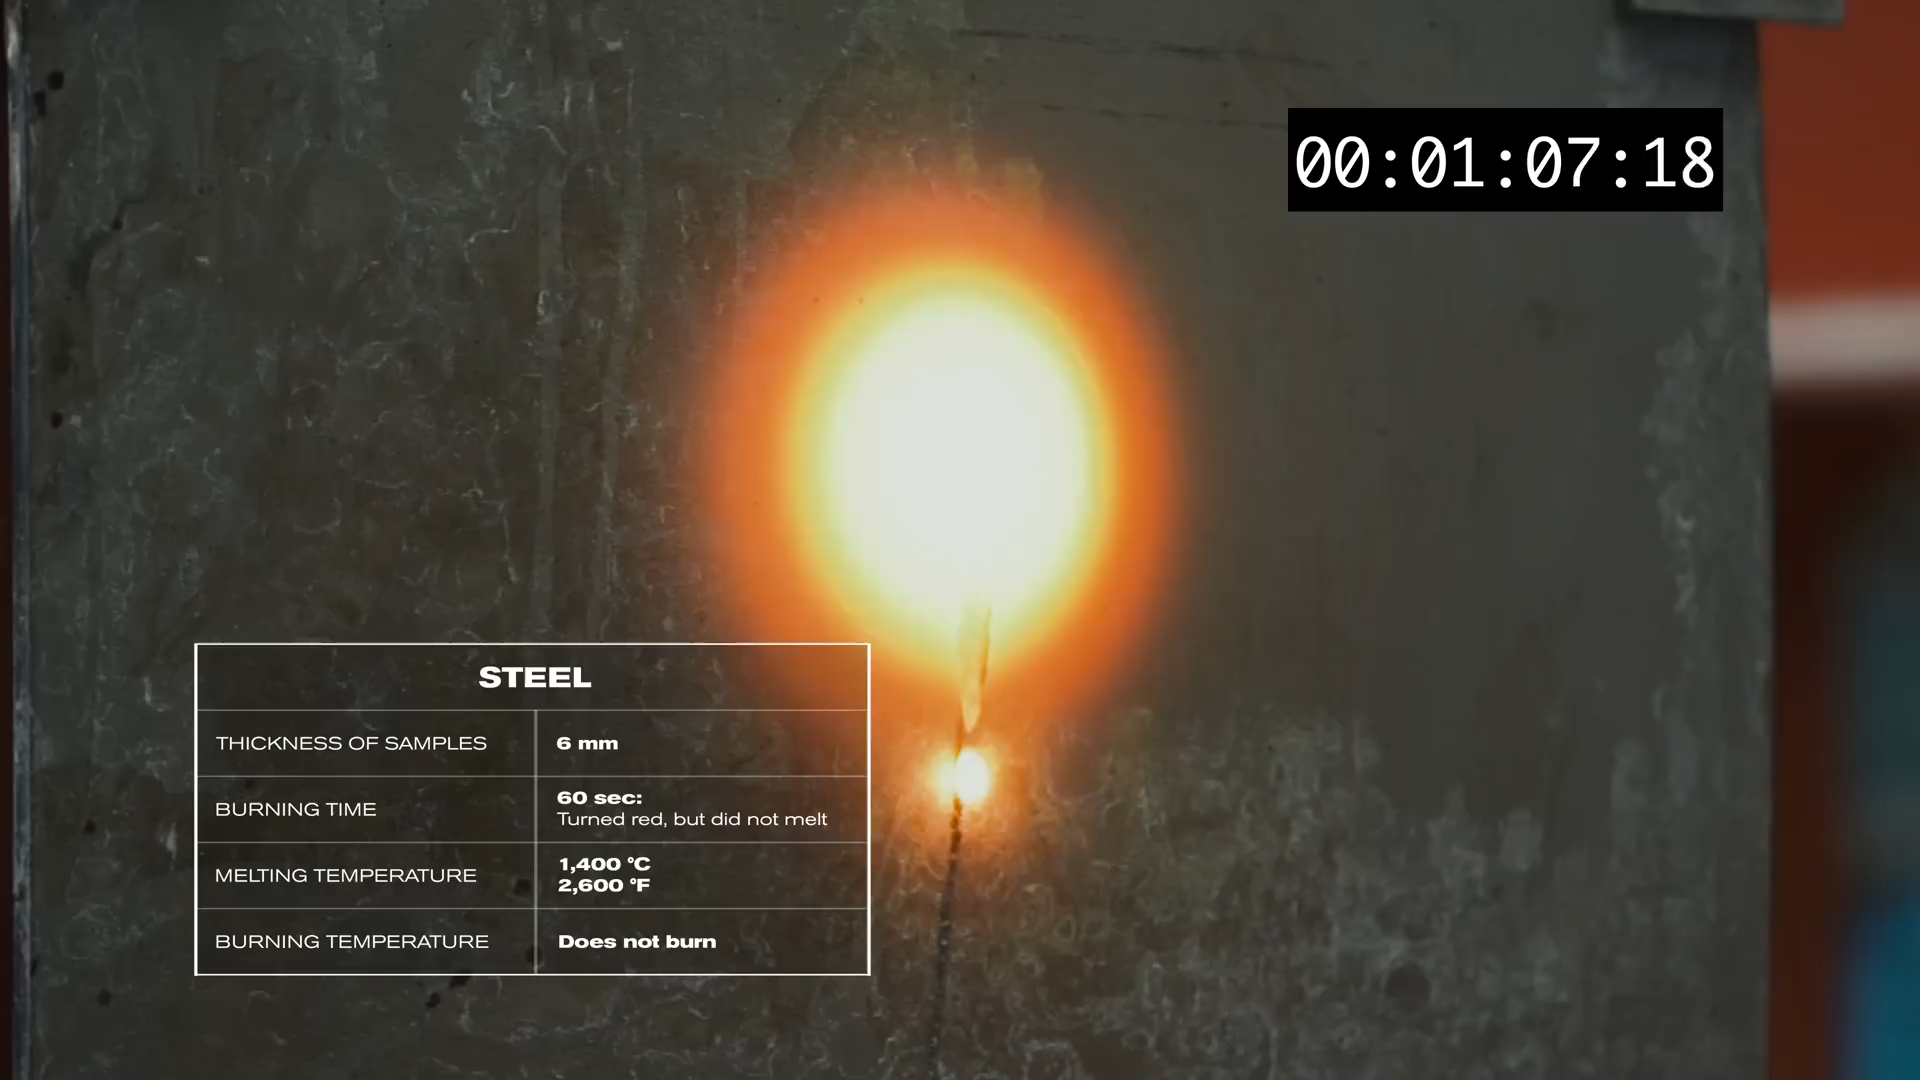 00:01:07:18
STEEL
THICKNESS OF SAMPLES
6 mm
BURNING TIME
60 sec:
Turned red, but did not melt
MELTING TEMPERATURE
1,400 °C
2,600 °F
BURNING TEMPERATURE
Does not burn